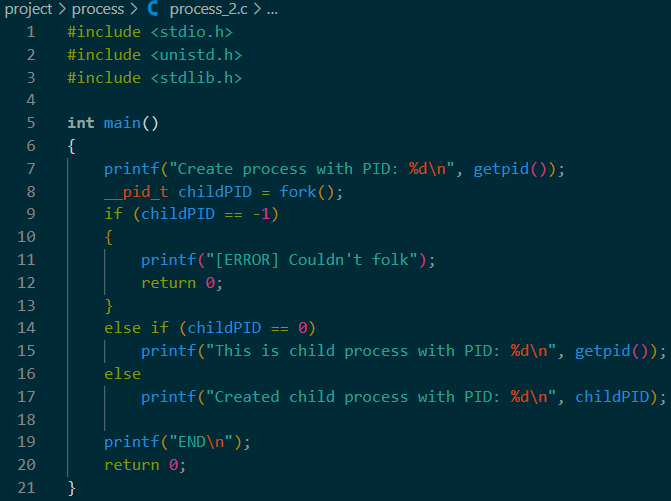 project > process > C process_2.c > ...
1 #include <stdio.h>
2 #include <unistd.h>
3 #include <stdlib.h>
4
5 int main()
6 {
7 printf("Create process with PID: %d\n", getpid());
8 __pid_t childPID = fork();
9 if (childPID == -1)
10 {
11 printf("[ERROR] Couldn't folk");
12 return 0;
13 }
14 else if (childPID == 0)
15 printf("This is child process with PID: %d\n", getpid());
16 else
17 printf("Created child process with PID: %d\n", childPID);
18
19 printf("END\n");
20 return 0;
21 }